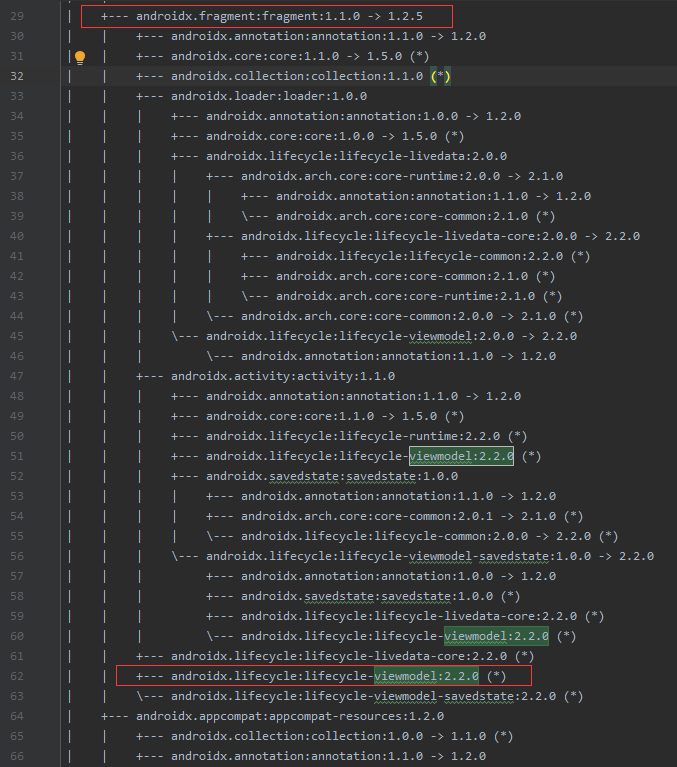 29 | | +--- androidx.fragment:fragment:1.1.0 -> 1.2.5
30 | | | +--- androidx.annotation:annotation:1.1.0 -> 1.2.0
31 | | | +--- androidx.core:core:1.1.0 -> 1.5.0 (*)
32 | | | +--- androidx.collection:collection:1.1.0 (*)
33 | | | +--- androidx.loader:loader:1.0.0
34 | | | | +--- androidx.annotation:annotation:1.0.0 -> 1.2.0
35 | | | | +--- androidx.core:core:1.0.0 -> 1.5.0 (*)
36 | | | | +--- androidx.lifecycle:lifecycle-livedata:2.0.0
37 | | | | | +--- androidx.arch.core:core-runtime:2.0.0 -> 2.1.0
38 | | | | | | +--- androidx.annotation:annotation:1.1.0 -> 1.2.0
39 | | | | | | \--- androidx.arch.core:core-common:2.1.0 (*)
40 | | | | | +--- androidx.lifecycle:lifecycle-livedata-core:2.0.0 -> 2.2.0
41 | | | | | | +--- androidx.lifecycle:lifecycle-common:2.2.0 (*)
42 | | | | | | +--- androidx.arch.core:core-common:2.1.0 (*)
43 | | | | | | \--- androidx.arch.core:core-runtime:2.1.0 (*)
44 | | | | | \--- androidx.arch.core:core-common:2.0.0 -> 2.1.0 (*)
45 | | | | \--- androidx.lifecycle:lifecycle-viewmodel:2.0.0 -> 2.2.0
46 | | | | \--- androidx.annotation:annotation:1.1.0 -> 1.2.0
47 | | | +--- androidx.activity:activity:1.1.0
48 | | | | +--- androidx.annotation:annotation:1.1.0 -> 1.2.0
49 | | | | +--- androidx.core:core:1.1.0 -> 1.5.0 (*)
50 | | | | +--- androidx.lifecycle:lifecycle-runtime:2.2.0 (*)
51 | | | | +--- androidx.lifecycle:lifecycle-viewmodel:2.2.0 (*)
52 | | | | +--- androidx.savedstate:savedstate:1.0.0
53 | | | | | +--- androidx.annotation:annotation:1.1.0 -> 1.2.0
54 | | | | | +--- androidx.arch.core:core-common:2.0.1 -> 2.1.0 (*)
55 | | | | | \--- androidx.lifecycle:lifecycle-common:2.0.0 -> 2.2.0 (*)
56 | | | | \--- androidx.lifecycle:lifecycle-viewmodel-savedstate:1.0.0 -> 2.2.0
57 | | | | +--- androidx.annotation:annotation:1.0.0 -> 1.2.0
58 | | | | +--- androidx.savedstate:savedstate:1.0.0 (*)
59 | | | | +--- androidx.lifecycle:lifecycle-livedata-core:2.2.0 (*)
60 | | | | \--- androidx.lifecycle:lifecycle-viewmodel:2.2.0 (*)
61 | | | +--- androidx.lifecycle:lifecycle-livedata-core:2.2.0 (*)
62 | | | +--- androidx.lifecycle:lifecycle-viewmodel:2.2.0 (*)
63 | | | \--- androidx.lifecycle:lifecycle-viewmodel-savedstate:2.2.0 (*)
64 | | +--- androidx.appcompat:appcompat-resources:1.2.0
65 | | | +--- androidx.collection:collection:1.0.0 -> 1.1.0 (*)
66 | | | +--- androidx.annotation:annotation:1.1.0 -> 1.2.0